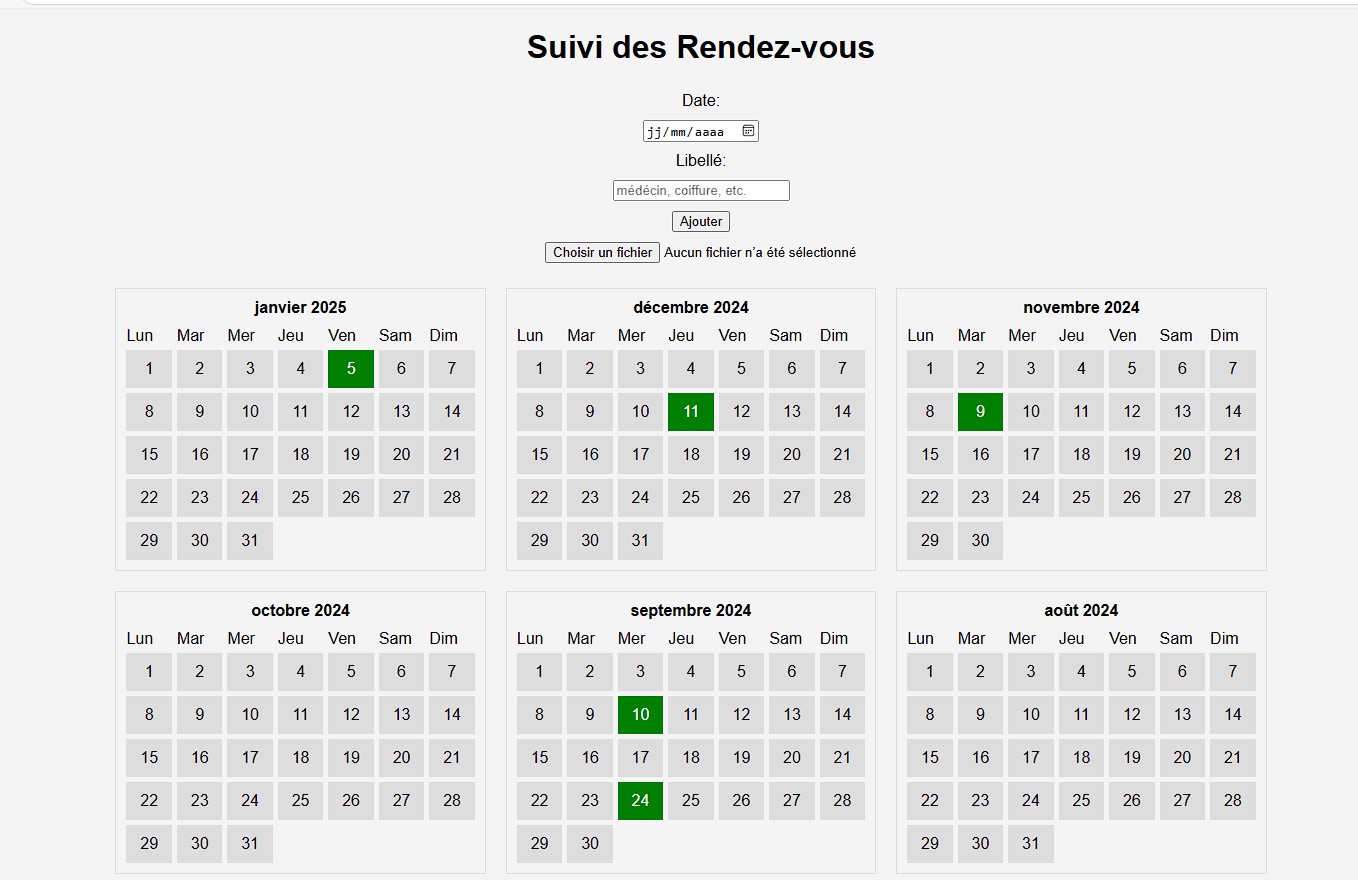 Suivi des Rendez-vous
Date:
jj/mm/aaaa
Libellé:
médécin, coiffure, etc.
Ajouter
Choisir un fichier Aucun fichier n'a été sélectionné
janvier 2025
Lun Mar Mer Jeu Ven Sam Dim
1 2 3 4 5 6 7
8 9 10 11 12 13 14
15 16 17 18 19 20 21
22 23 24 25 26 27 28
29 30 31
décembre 2024
Lun Mar Mer Jeu Ven Sam Dim
1 2 3 4 5 6 7
8 9 10 11 12 13 14
15 16 17 18 19 20 21
22 23 24 25 26 27 28
29 30 31
novembre 2024
Lun Mar Mer Jeu Ven Sam Dim
1 2 3 4 5 6 7
8 9 10 11 12 13 14
15 16 17 18 19 20 21
22 23 24 25 26 27 28
29 30
octobre 2024
Lun Mar Mer Jeu Ven Sam Dim
1 2 3 4 5 6 7
8 9 10 11 12 13 14
15 16 17 18 19 20 21
22 23 24 25 26 27 28
29 30 31
septembre 2024
Lun Mar Mer Jeu Ven Sam Dim
1 2 3 4 5 6 7
8 9 10 11 12 13 14
15 16 17 18 19 20 21
22 23 24 25 26 27 28
29 30
août 2024
Lun Mar Mer Jeu Ven Sam Dim
1 2 3 4 5 6 7
8 9 10 11 12 13 14
15 16 17 18 19 20 21
22 23 24 25 26 27 28
29 30 31